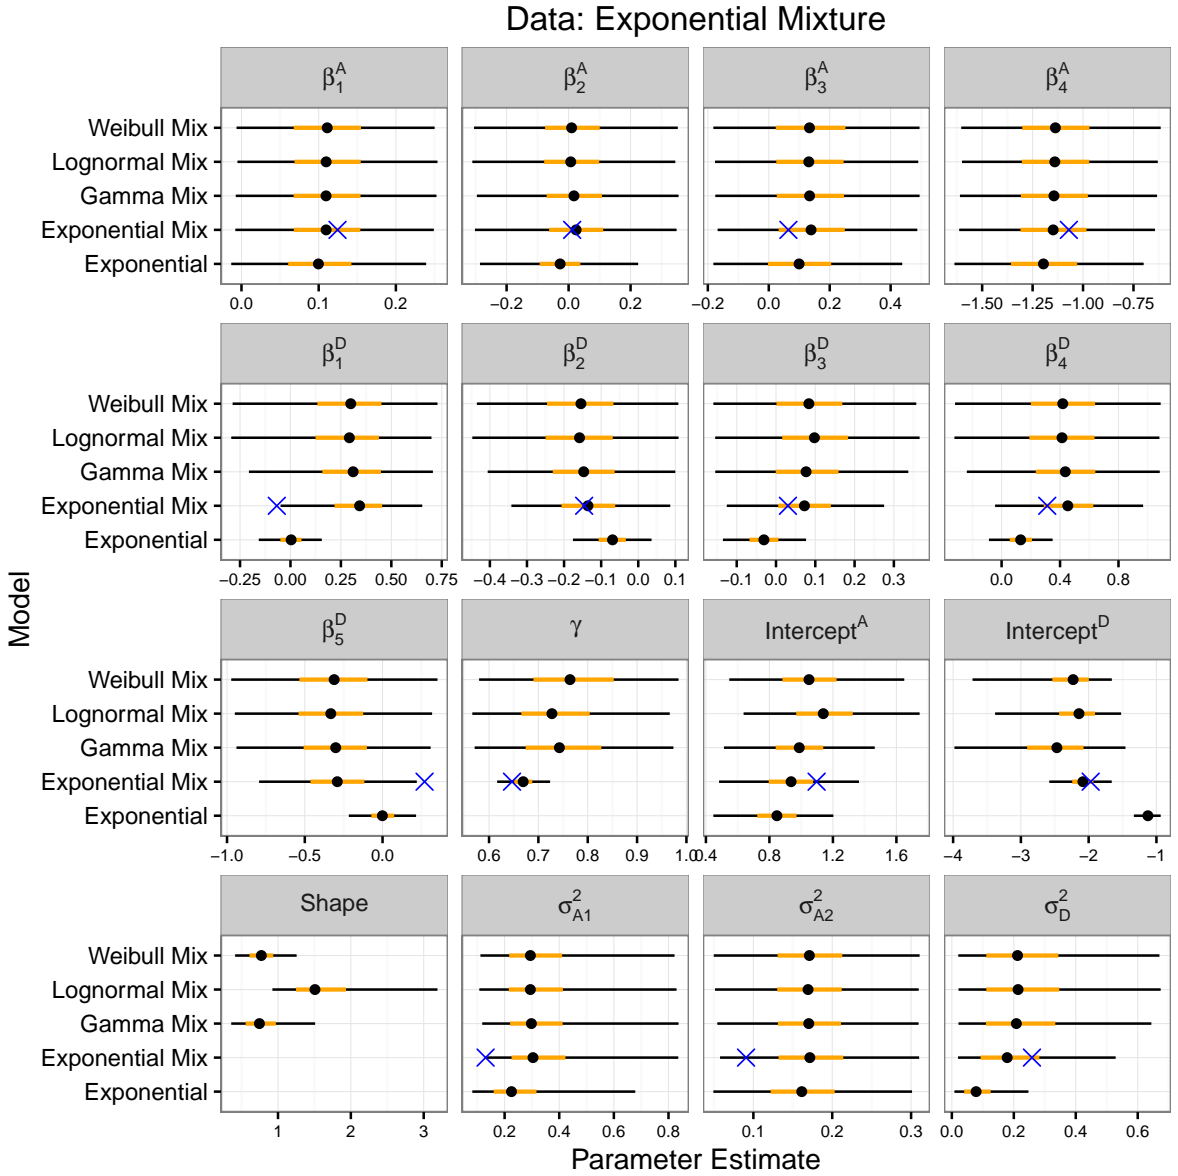 Data: Exponential Mixture
β₁ᴬ β₂ᴬ β₃ᴬ β₄ᴬ
Weibull Mix
Lognormal Mix
Gamma Mix
Exponential Mix
Exponential
0.0 0.1 0.2 −0.2 0.0 0.2 −0.2 0.0 0.2 0.4 −1.50 −1.25 −1.00 −0.75
β₁ᴰ β₂ᴰ β₃ᴰ β₄ᴰ
Weibull Mix
Lognormal Mix
Gamma Mix
Exponential Mix
Exponential
−0.25 0.00 0.25 0.50 0.75 −0.4 −0.3 −0.2 −0.1 0.0 0.1 −0.1 0.0 0.1 0.2 0.3 0.0 0.4 0.8
Model
β₅ᴰ γ Interceptᴬ Interceptᴰ
Weibull Mix
Lognormal Mix
Gamma Mix
Exponential Mix
Exponential
−1.0 −0.5 0.0 0.6 0.7 0.8 0.9 1.0 0.4 0.8 1.2 1.6 −4 −3 −2 −1
Shape σ²A1 σ²A2 σ²D
Weibull Mix
Lognormal Mix
Gamma Mix
Exponential Mix
Exponential
1 2 3 0.2 0.4 0.6 0.8 0.1 0.2 0.3 0.0 0.2 0.4 0.6
Parameter Estimate